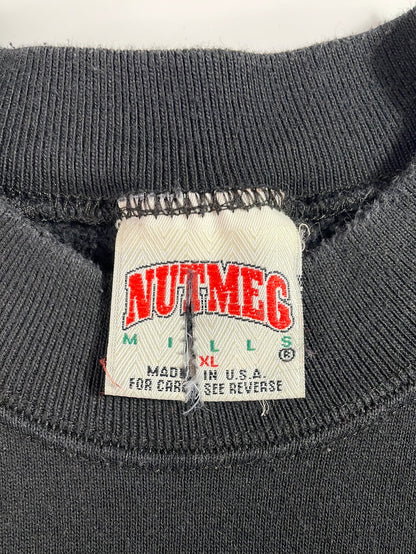 NUTMEG
MILLS ®
XL
MADE IN U.S.A.
FOR CARE SEE REVERSE